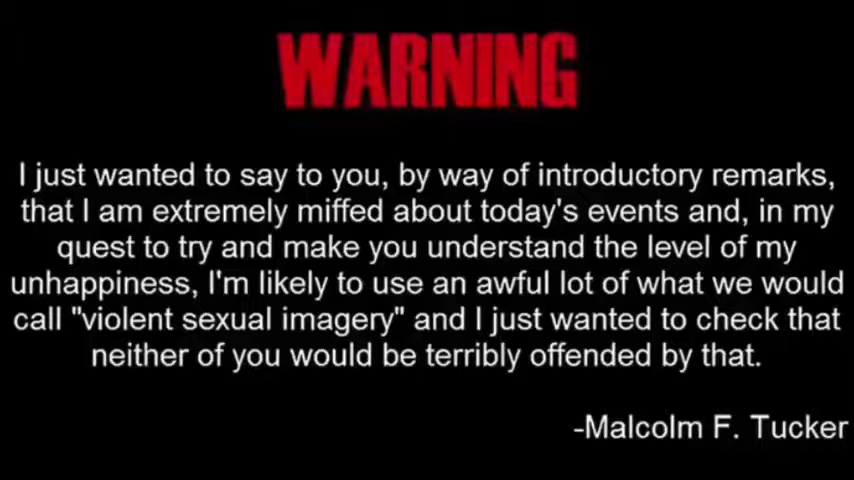 WARNING
I just wanted to say to you, by way of introductory remarks,
that I am extremely miffed about today's events and, in my
quest to try and make you understand the level of my
unhappiness, I'm likely to use an awful lot of what we would
call "violent sexual imagery" and I just wanted to check that
neither of you would be terribly offended by that.
-Malcolm F. Tucker